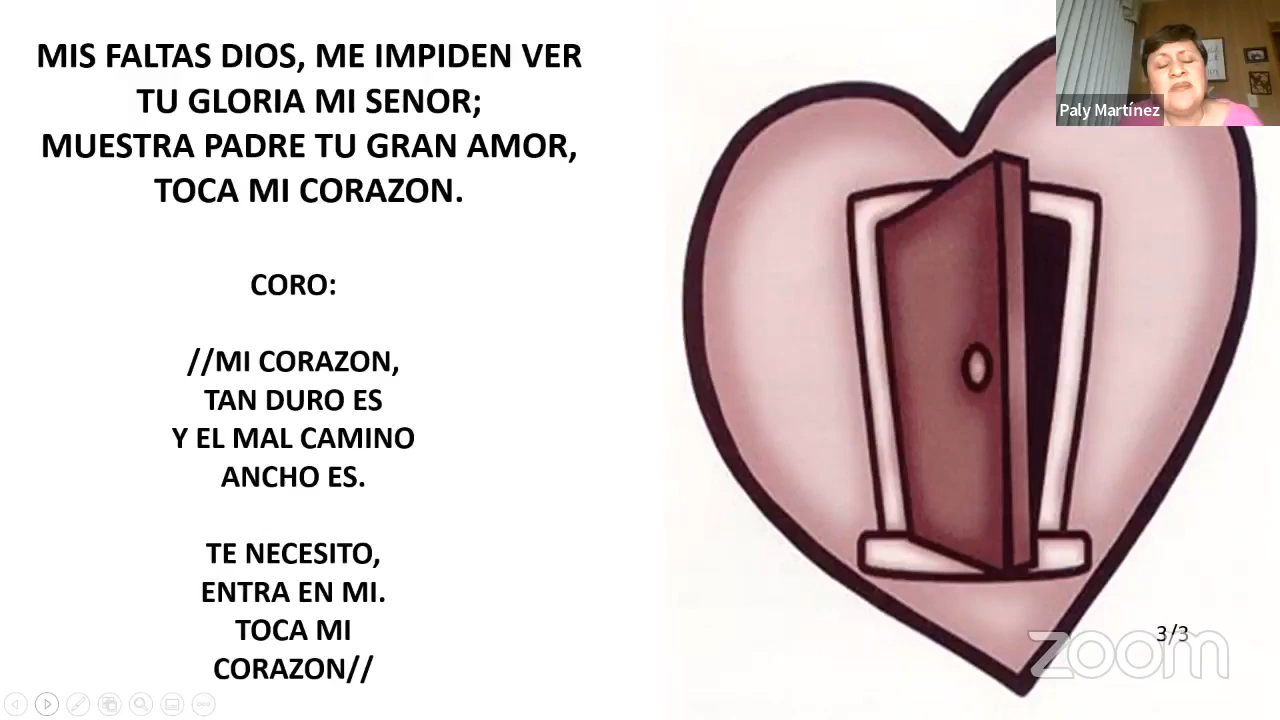 MIS FALTAS DIOS, ME IMPIDEN VER
TU GLORIA MI SENOR;
MUESTRA PADRE TU GRAN AMOR,
TOCA MI CORAZON.
CORO:
//MI CORAZON,
TAN DURO ES
Y EL MAL CAMINO
ANCHO ES.
TE NECESITO,
ENTRA EN MI.
TOCA MI
CORAZON//
Paly Martínez
3/3
zoom